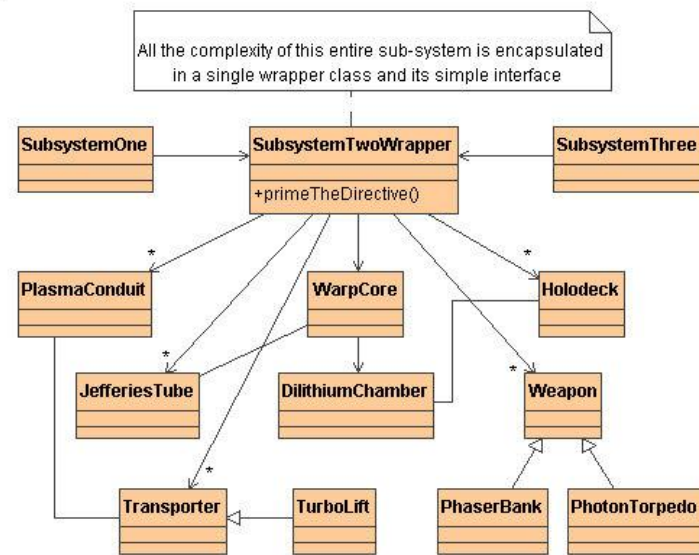 All the complexity of this entire sub-system is encapsulated
in a single wrapper class and its simple interface
SubsystemOne
SubsystemTwoWrapper
SubsystemThree
+primeTheDirective()
*
*
PlasmaConduit
WarpCore
Holodeck
*
*
JefferiesTube
DilithiumChamber
Weapon
*
Transporter
TurboLift
PhaserBank
PhotonTorpedo